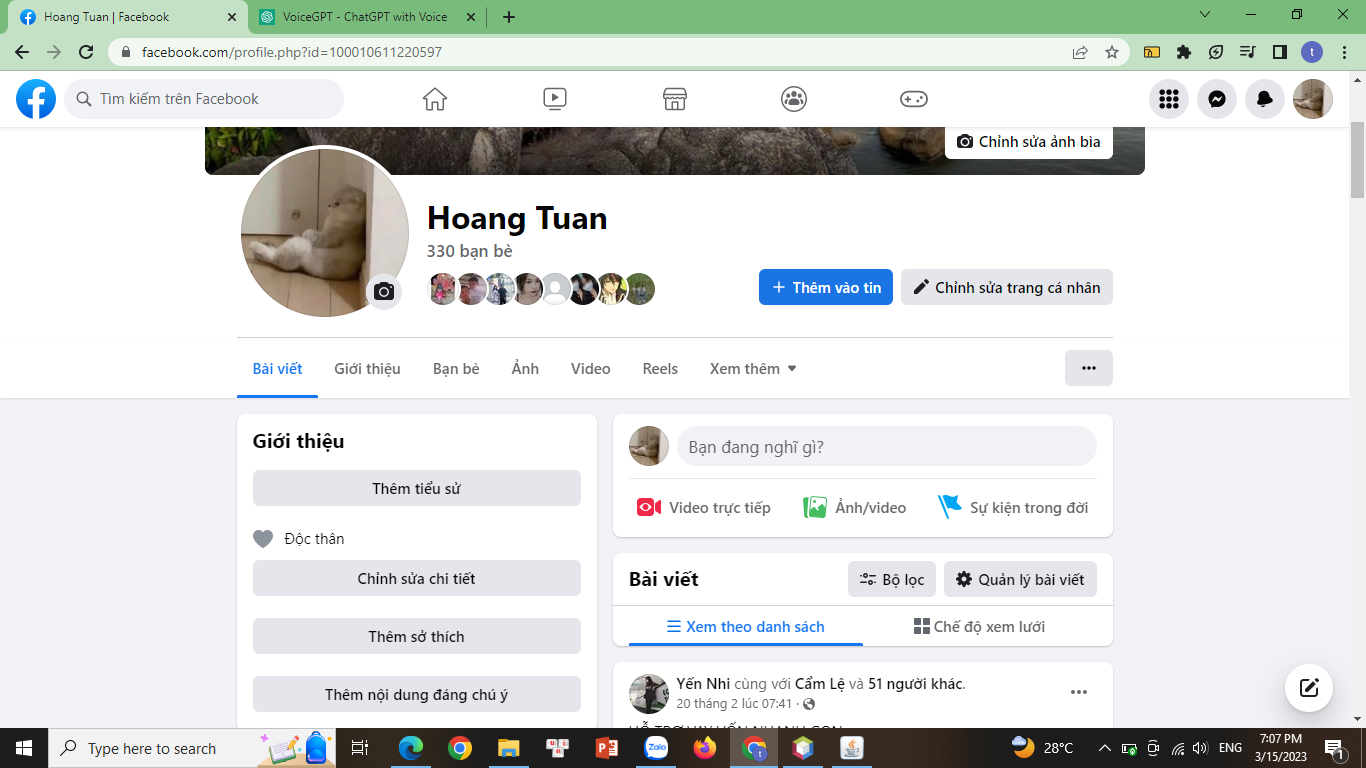 Hoang Tuan | Facebook
VoiceGPT - ChatGPT with Voice
facebook.com/profile.php?id=100010611220597
t
Tìm kiếm trên Facebook
Chỉnh sửa ảnh bìa
Hoang Tuan
330 bạn bè
Thêm vào tin
Chỉnh sửa trang cá nhân
Bài viết
Giới thiệu
Bạn bè
Ảnh
Video
Reels
Xem thêm
Giới thiệu
Thêm tiểu sử
Độc thân
Chỉnh sửa chi tiết
Thêm sở thích
Thêm nội dung đáng chú ý
Bạn đang nghĩ gì?
Video trực tiếp
Ảnh/video
Sự kiện trong đời
Bài viết
Bộ lọc
Quản lý bài viết
Xem theo danh sách
Chế độ xem lưới
Yến Nhi cùng với Cẩm Lệ và 51 người khác.
20 tháng 2 lúc 07:41 ·
Type here to search
Zalo
28°C
ENG
7:07 PM
3/15/2023
1